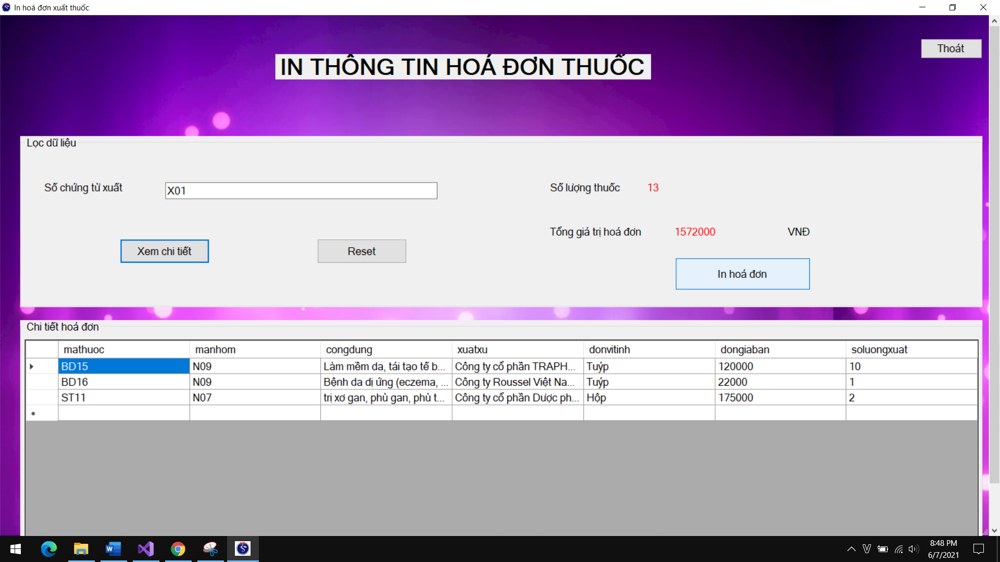 In hoá đơn xuất thuốc
Thoát
IN THÔNG TIN HOÁ ĐƠN THUỐC
Lọc dữ liệu
Số chứng từ xuất X01 Số lượng thuốc 13
Tổng giá trị hoá đơn 1572000 VNĐ
Xem chi tiết Reset
In hoá đơn
Chi tiết hoá đơn
mathuoc manhom congdung xuatxu donvitinh dongiaban soluongxuat
BD15 N09 Làm mềm da, tái tạo tế b... Công ty cổ phần TRAPH... Tuýp 120000 10
BD16 N09 Bệnh da dị ứng (eczema, ... Công ty Roussel Việt Na... Tuýp 22000 1
ST11 N07 trị xơ gan, phù gan, phù t... Công ty cổ phần Dược ph... Hộp 175000 2
8:48 PM
6/7/2021